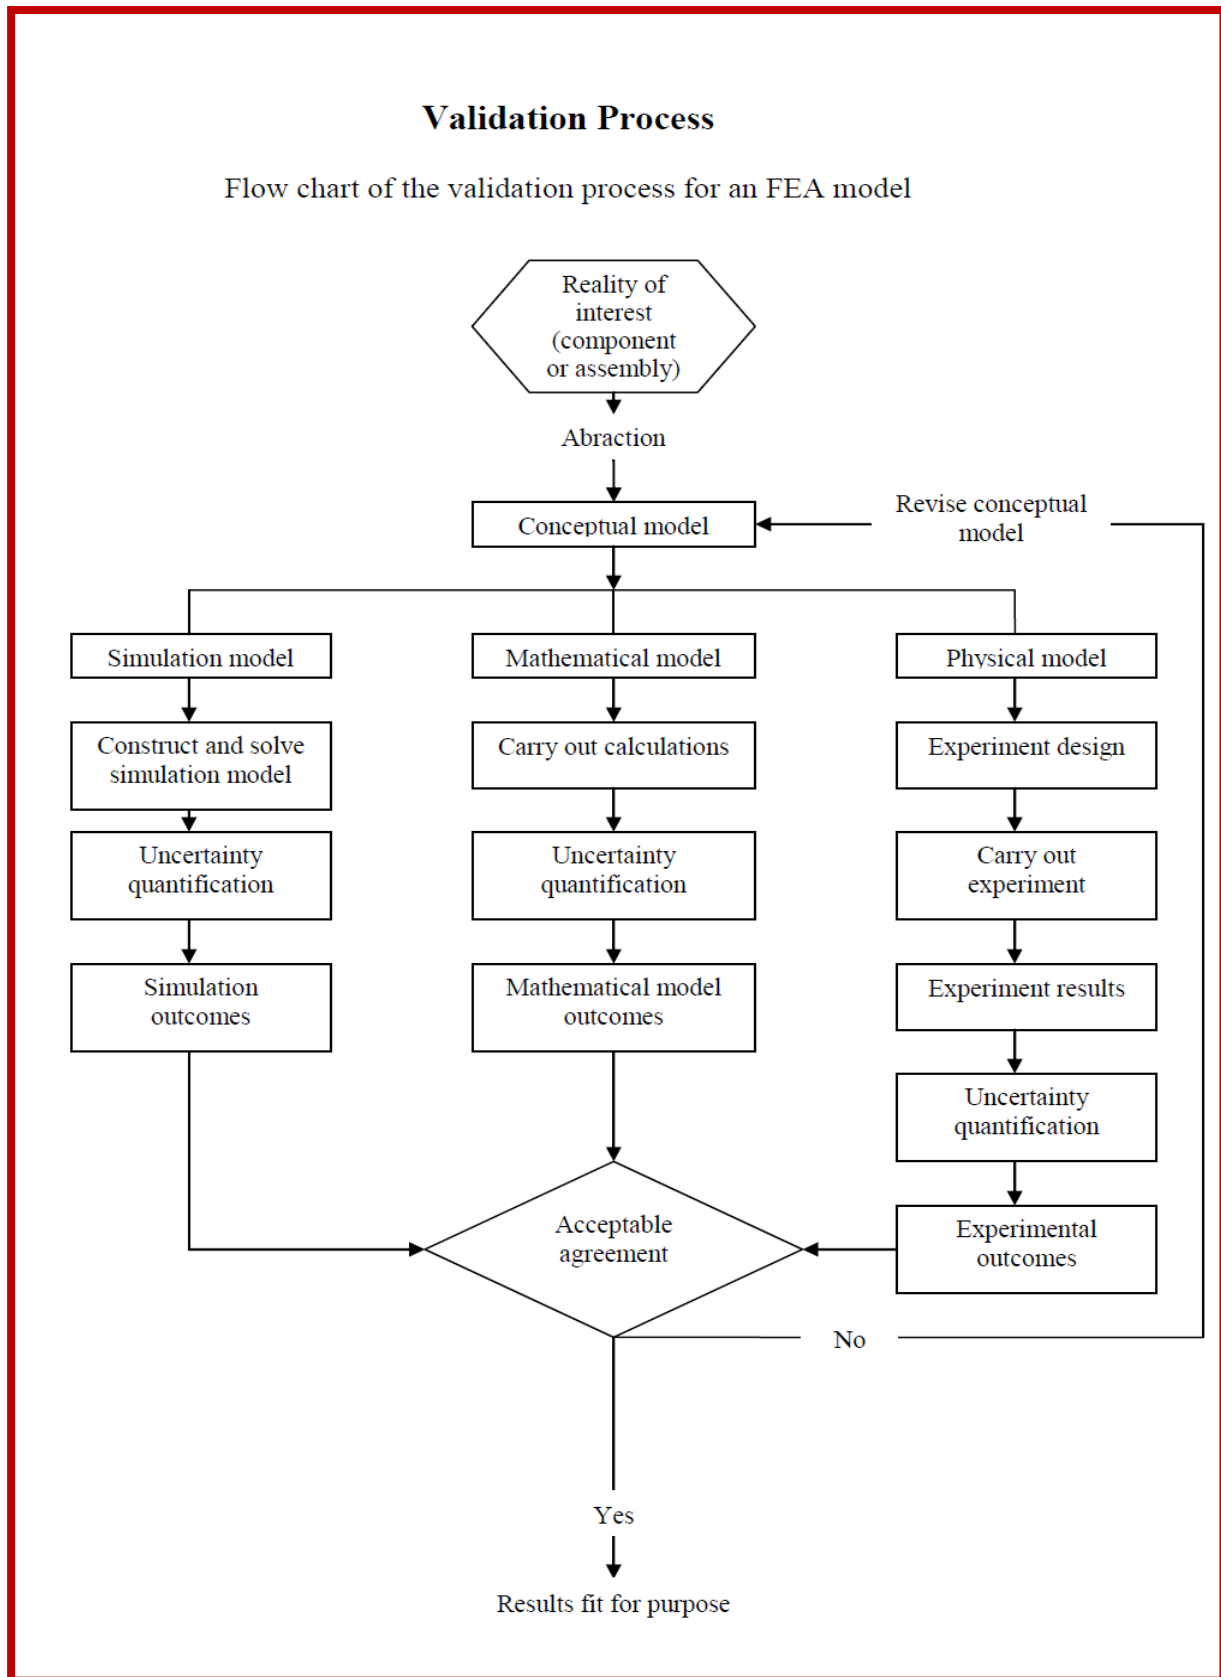 Validation Process
Flow chart of the validation process for an FEA model
Reality of
interest
(component
or assembly)
Abraction
Conceptual model
Revise conceptual
model
Simulation model
Construct and solve
simulation model
Uncertainty
quantification
Simulation
outcomes
Mathematical model
Carry out calculations
Uncertainty
quantification
Mathematical model
outcomes
Physical model
Experiment design
Carry out
experiment
Experiment results
Uncertainty
quantification
Experimental
outcomes
Acceptable
agreement
No
Yes
Results fit for purpose